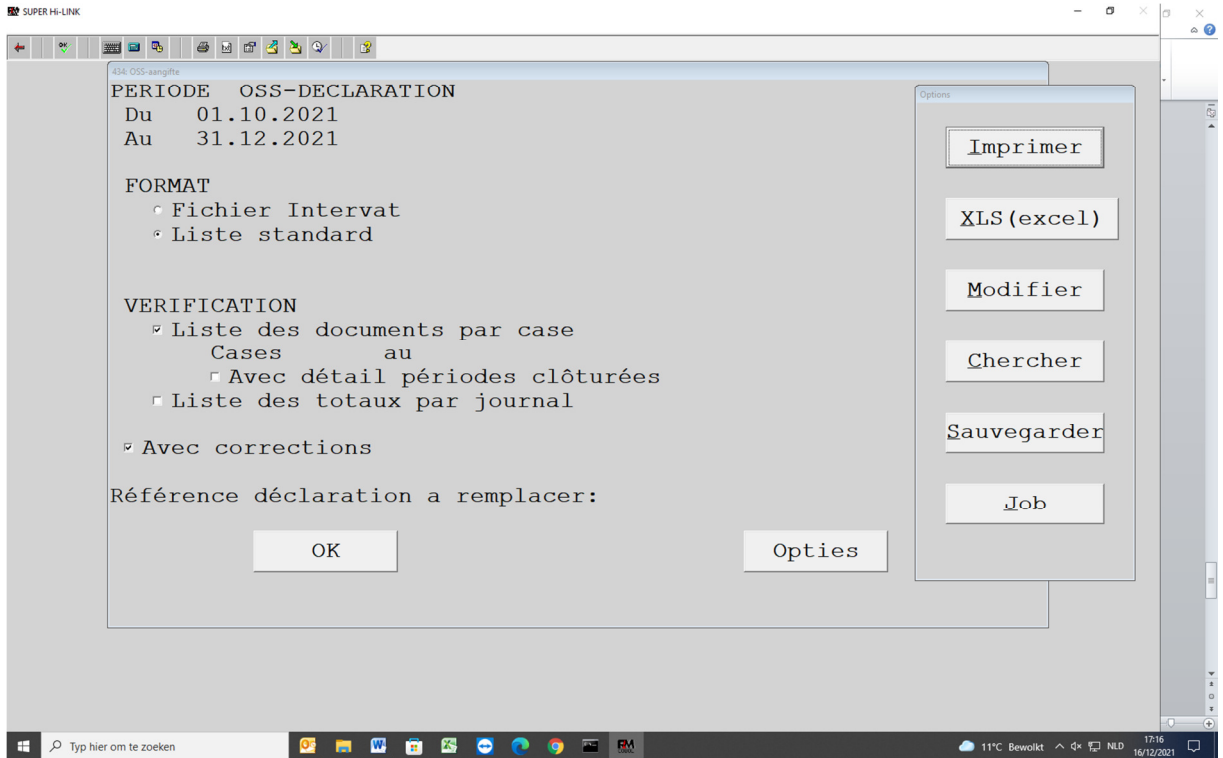 SUPER Hi-LINK
434: OSS-aangifte
PERIODE OSS-DECLARATION
Du 01.10.2021
Au 31.12.2021
FORMAT
Fichier Intervat
Liste standard
VERIFICATION
Liste des documents par case
Cases au
Avec détail périodes clôturées
Liste des totaux par journal
Avec corrections
Référence déclaration a remplacer:
OK
Opties
Options
Imprimer
XLS(excel)
Modifier
Chercher
Sauvegarder
Job
Typ hier om te zoeken
11°C Bewolkt
NLD
17:16
16/12/2021